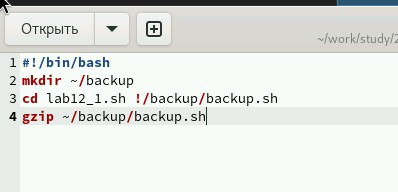 Открыть
~/work/study/2
1 #!/bin/bash
2 mkdir ~/backup
3 cd lab12_1.sh !/backup/backup.sh
4 gzip ~/backup/backup.sh